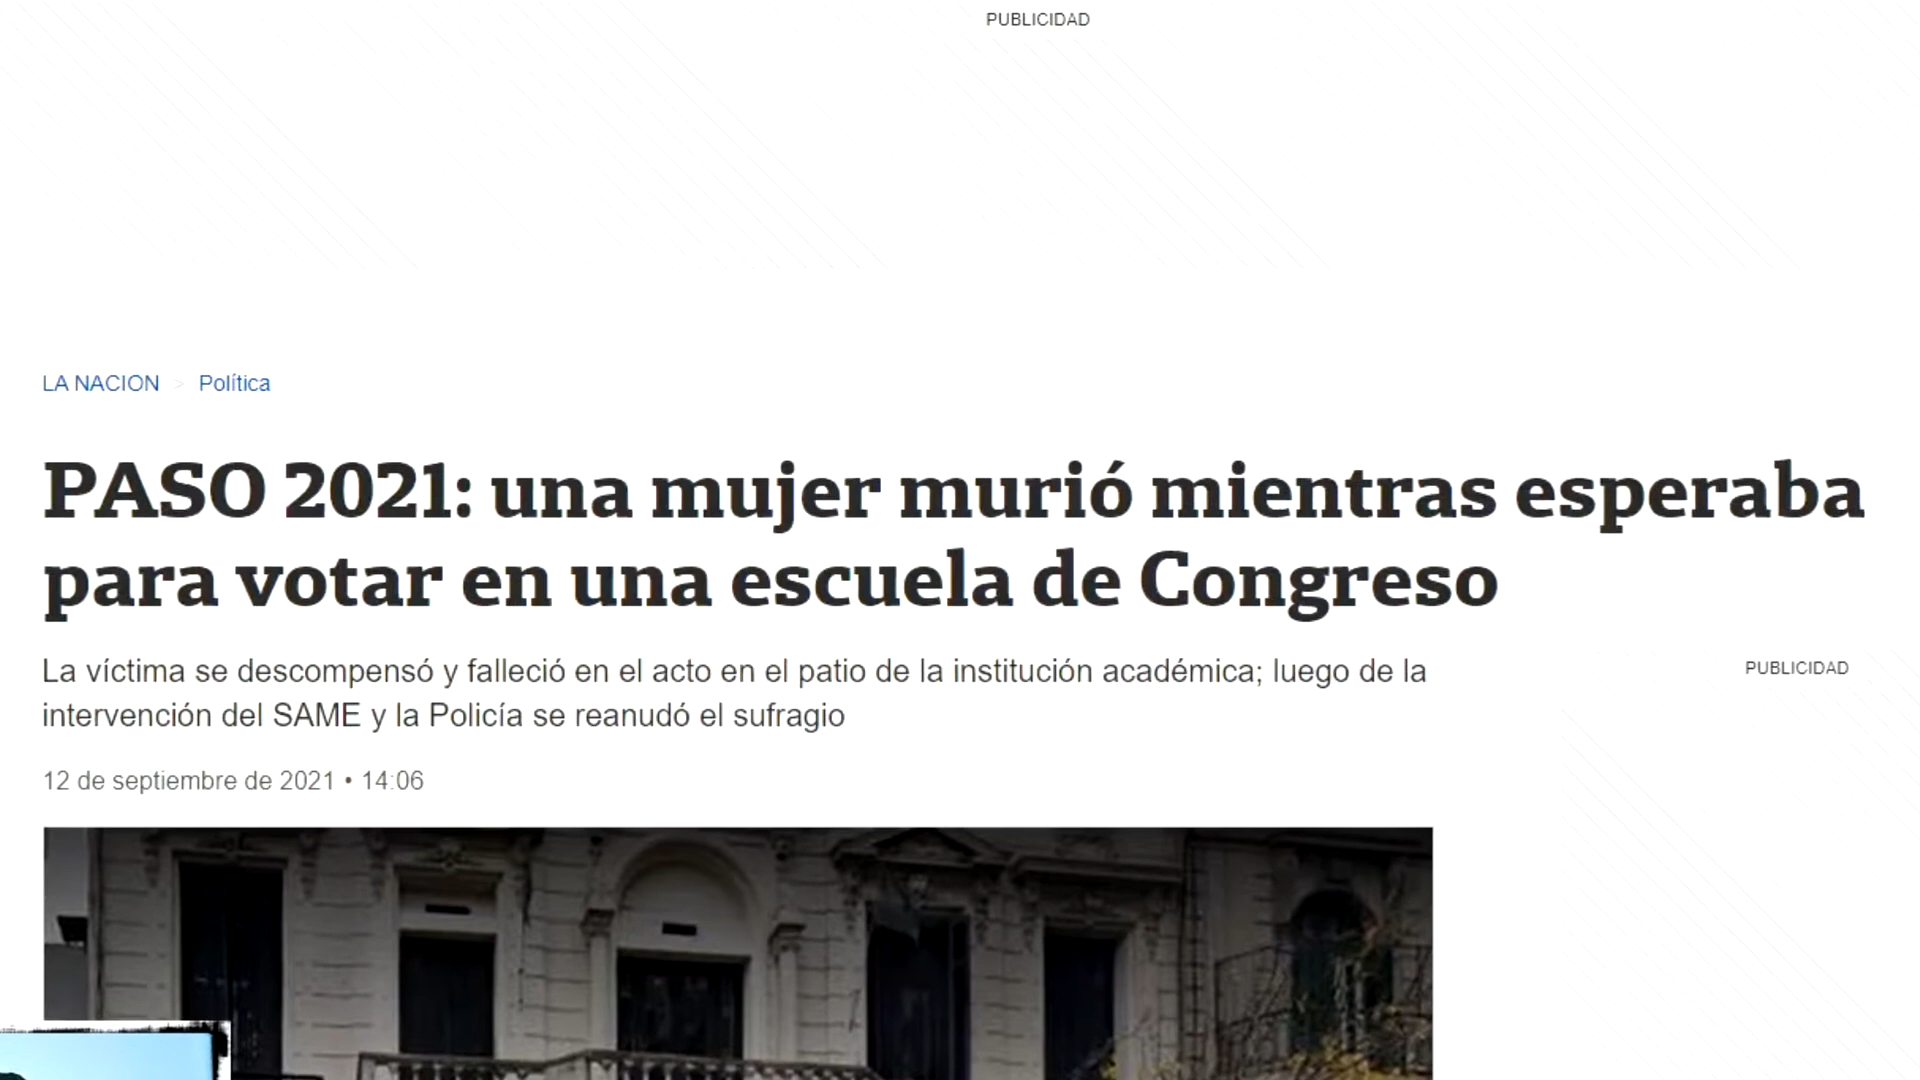 PUBLICIDAD
LA NACION > Política
PASO 2021: una mujer murió mientras esperaba
para votar en una escuela de Congreso
La víctima se descompensó y falleció en el acto en el patio de la institución académica; luego de la
intervención del SAME y la Policía se reanudó el sufragio
PUBLICIDAD
12 de septiembre de 2021 • 14:06